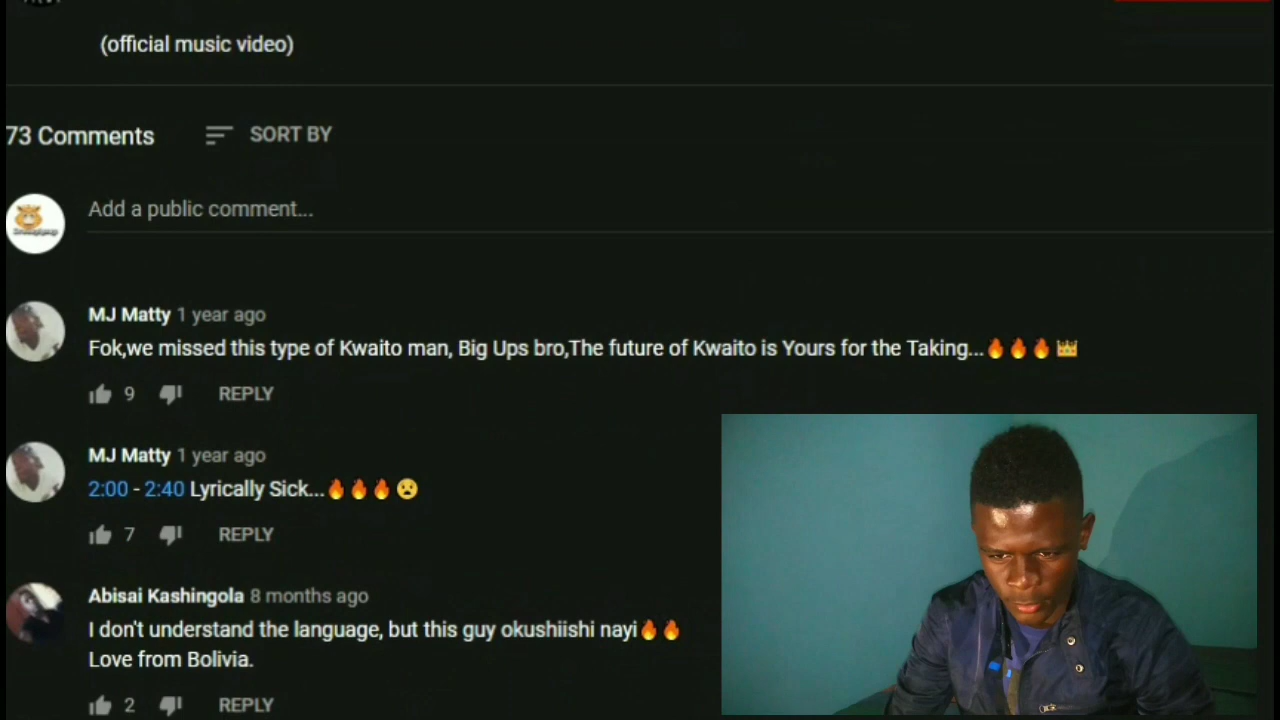 (official music video)
73 Comments
SORT BY
Add a public comment...
MJ Matty 1 year ago
Fok,we missed this type of Kwaito man, Big Ups bro,The future of Kwaito is Yours for the Taking...🔥🔥🔥👑
9 REPLY
MJ Matty 1 year ago
2:00 - 2:40 Lyrically Sick...🔥🔥🔥😧
7 REPLY
Abisai Kashingola 8 months ago
I don't understand the language, but this guy okushiishi nayi🔥🔥
Love from Bolivia.
2 REPLY